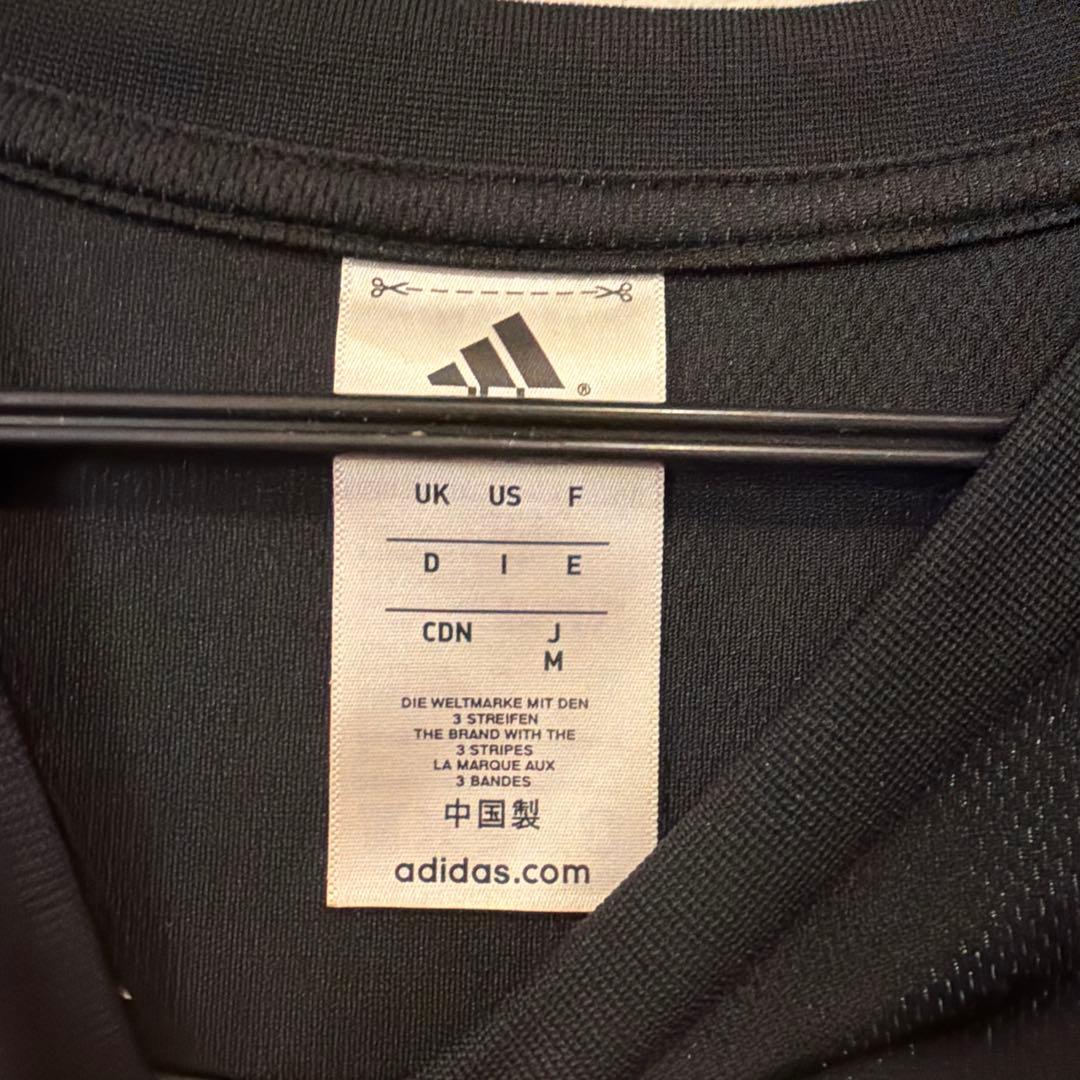 ®
UK US F
D I E
CDN J
M
DIE WELTMARKE MIT DEN
3 STREIFEN
THE BRAND WITH THE
3 STRIPES
LA MARQUE AUX
3 BANDES
中国製
adidas.com